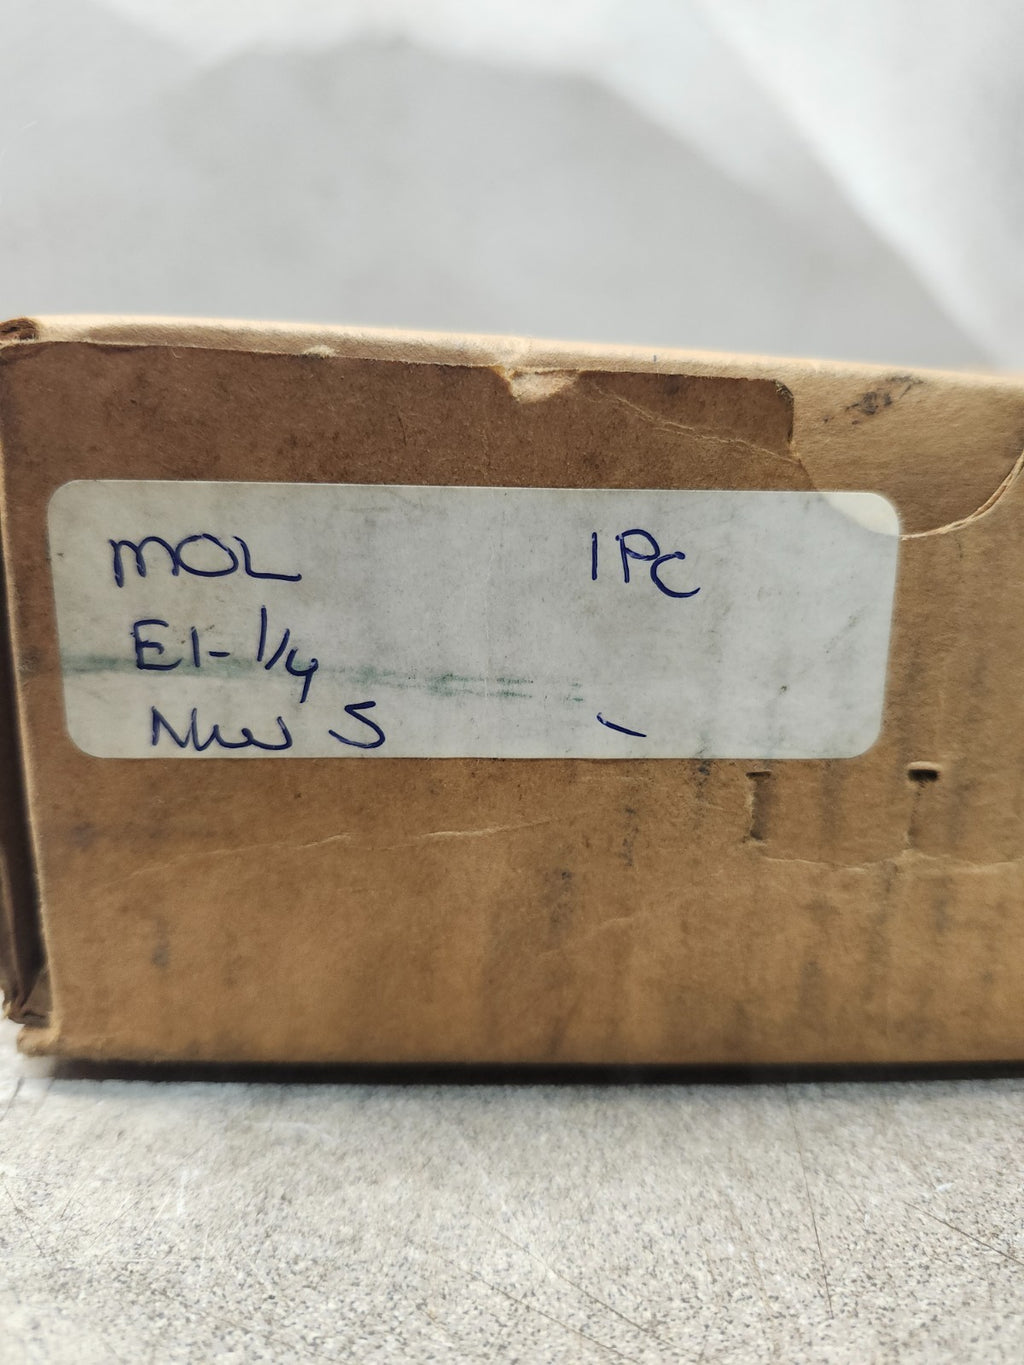 MOL 1PC
E1-1/4
NW S -